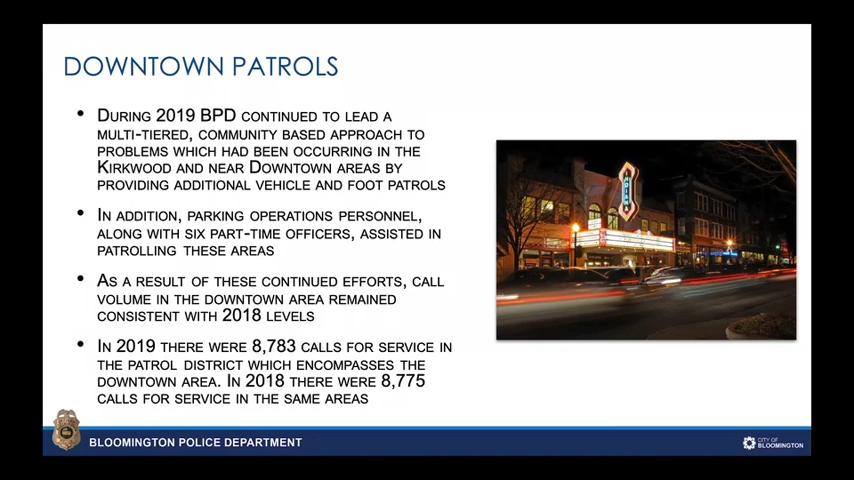 DOWNTOWN PATROLS
• DURING 2019 BPD CONTINUED TO LEAD A
MULTI-TIERED, COMMUNITY BASED APPROACH TO
PROBLEMS WHICH HAD BEEN OCCURRING IN THE
KIRKWOOD AND NEAR DOWNTOWN AREAS BY
PROVIDING ADDITIONAL VEHICLE AND FOOT PATROLS
• IN ADDITION, PARKING OPERATIONS PERSONNEL,
ALONG WITH SIX PART-TIME OFFICERS, ASSISTED IN
PATROLLING THESE AREAS
• AS A RESULT OF THESE CONTINUED EFFORTS, CALL
VOLUME IN THE DOWNTOWN AREA REMAINED
CONSISTENT WITH 2018 LEVELS
• IN 2019 THERE WERE 8,783 CALLS FOR SERVICE IN
THE PATROL DISTRICT WHICH ENCOMPASSES THE
DOWNTOWN AREA. IN 2018 THERE WERE 8,775
CALLS FOR SERVICE IN THE SAME AREAS
INDIANA
BLOOMINGTON POLICE DEPARTMENT
CITY OF
BLOOMINGTON